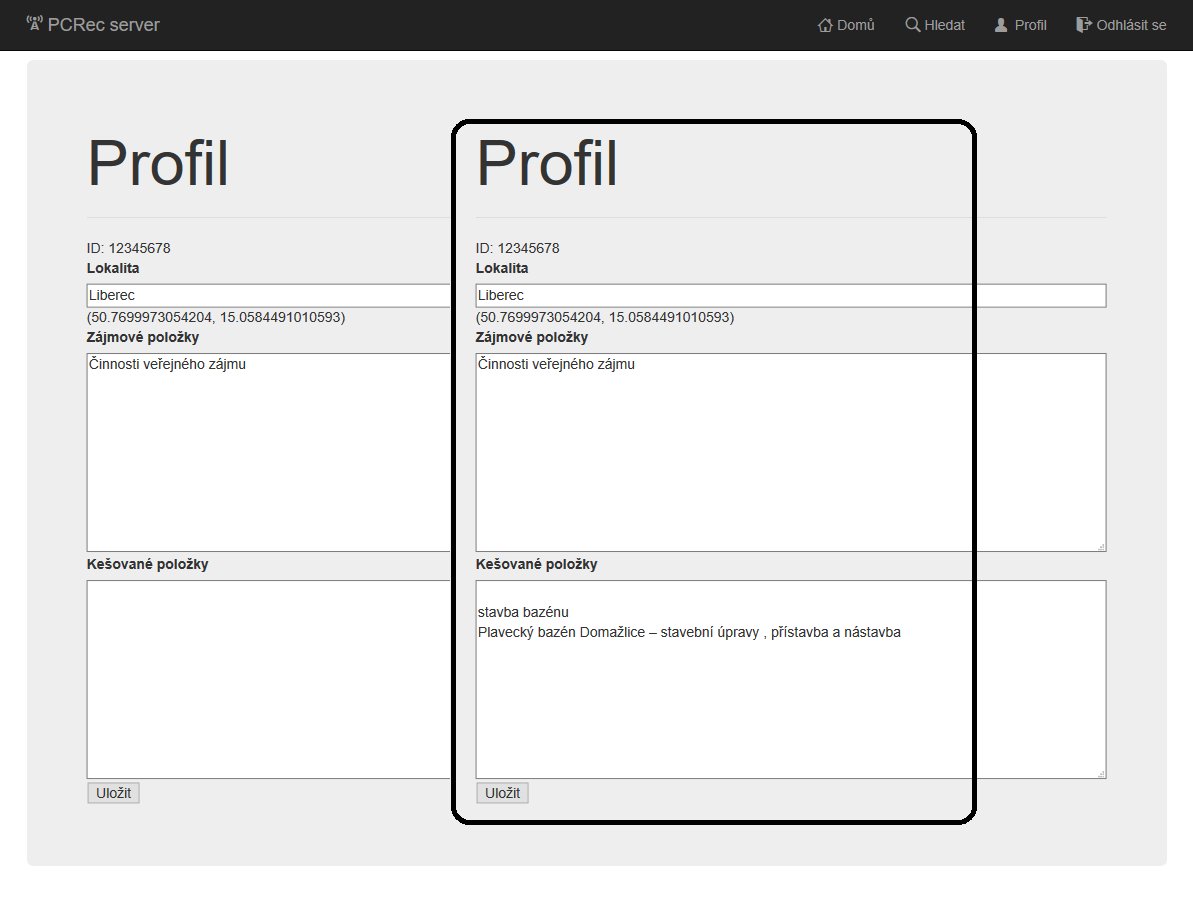 PCRec server
Domů
Hledat
Profil
Odhlásit se
Profil
ID: 12345678
Lokalita
Liberec
(50.7699973054204, 15.0584491010593)
Zájmové položky
Činnosti veřejného zájmu
Kešované položky
Uložit
Profil
ID: 12345678
Lokalita
Liberec
(50.7699973054204, 15.0584491010593)
Zájmové položky
Činnosti veřejného zájmu
Kešované položky
stavba bazénu
Plavecký bazén Domažlice – stavební úpravy , přístavba a nástavba
Uložit